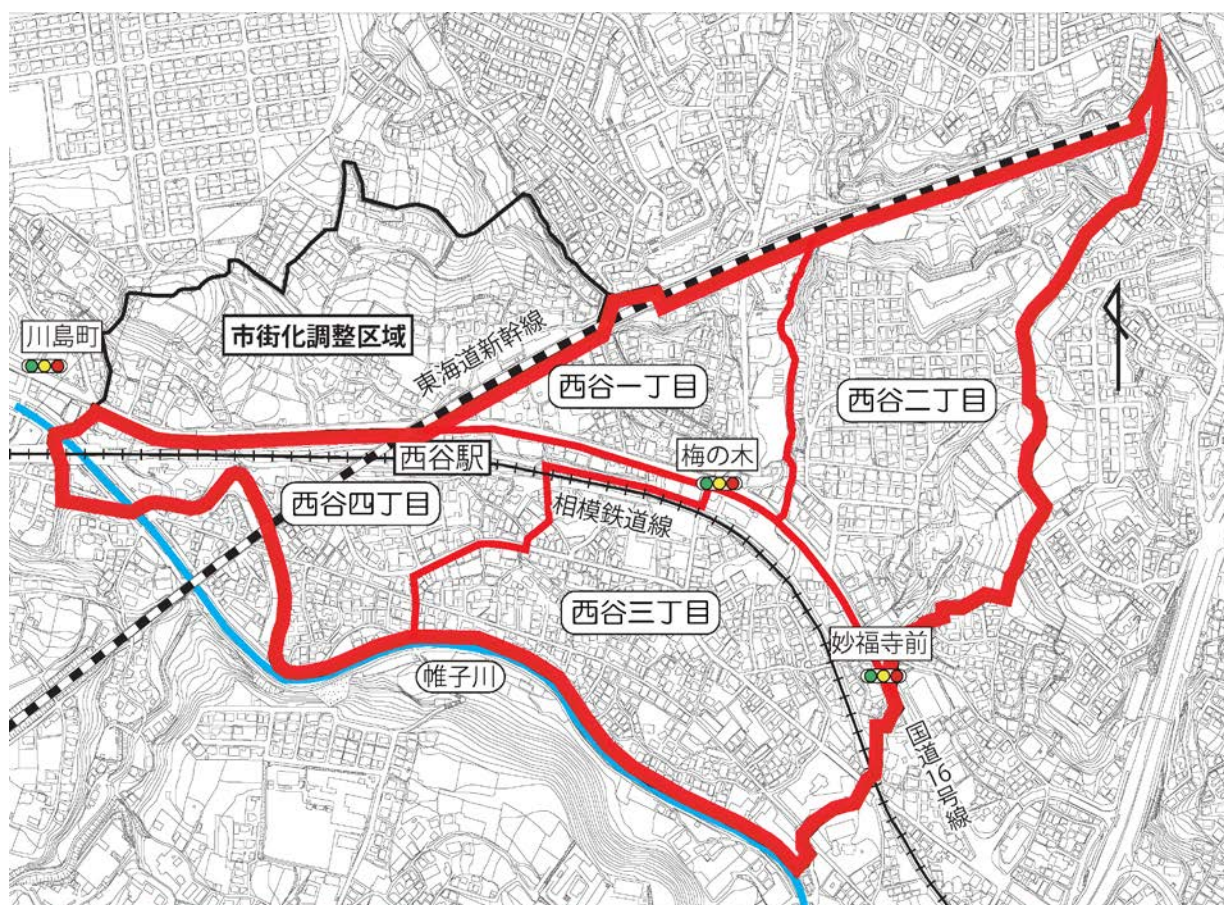 川島町
市街化調整区域
東海道新幹線
西谷一丁目
西谷二丁目
西谷駅
梅の木
西谷四丁目
相模鉄道線
西谷三丁目
妙福寺前
帷子川
国道16号線